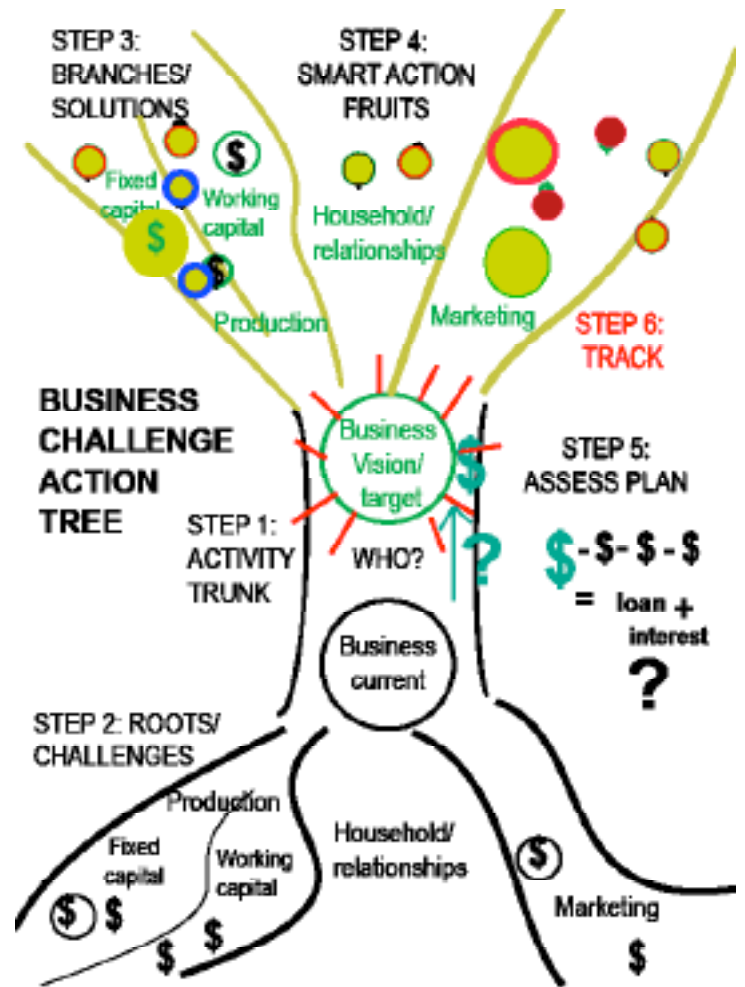 STEP 3:
BRANCHES/
SOLUTIONS
STEP 4:
SMART ACTION
FRUITS
$
Fixed
capital
Working
capital
$
$
Production
Household/
relationships
Marketing
STEP 6:
TRACK
BUSINESS
CHALLENGE
ACTION
TREE
Business
Vision/
target
$
STEP 5:
ASSESS PLAN
STEP 1:
ACTIVITY
TRUNK
WHO?
?
$-$-$-$
= loan +
interest
?
Business
current
STEP 2: ROOTS/
CHALLENGES
Production
Fixed
capital
Working
capital
$ $
$ $
Household/
relationships
$
Marketing
$